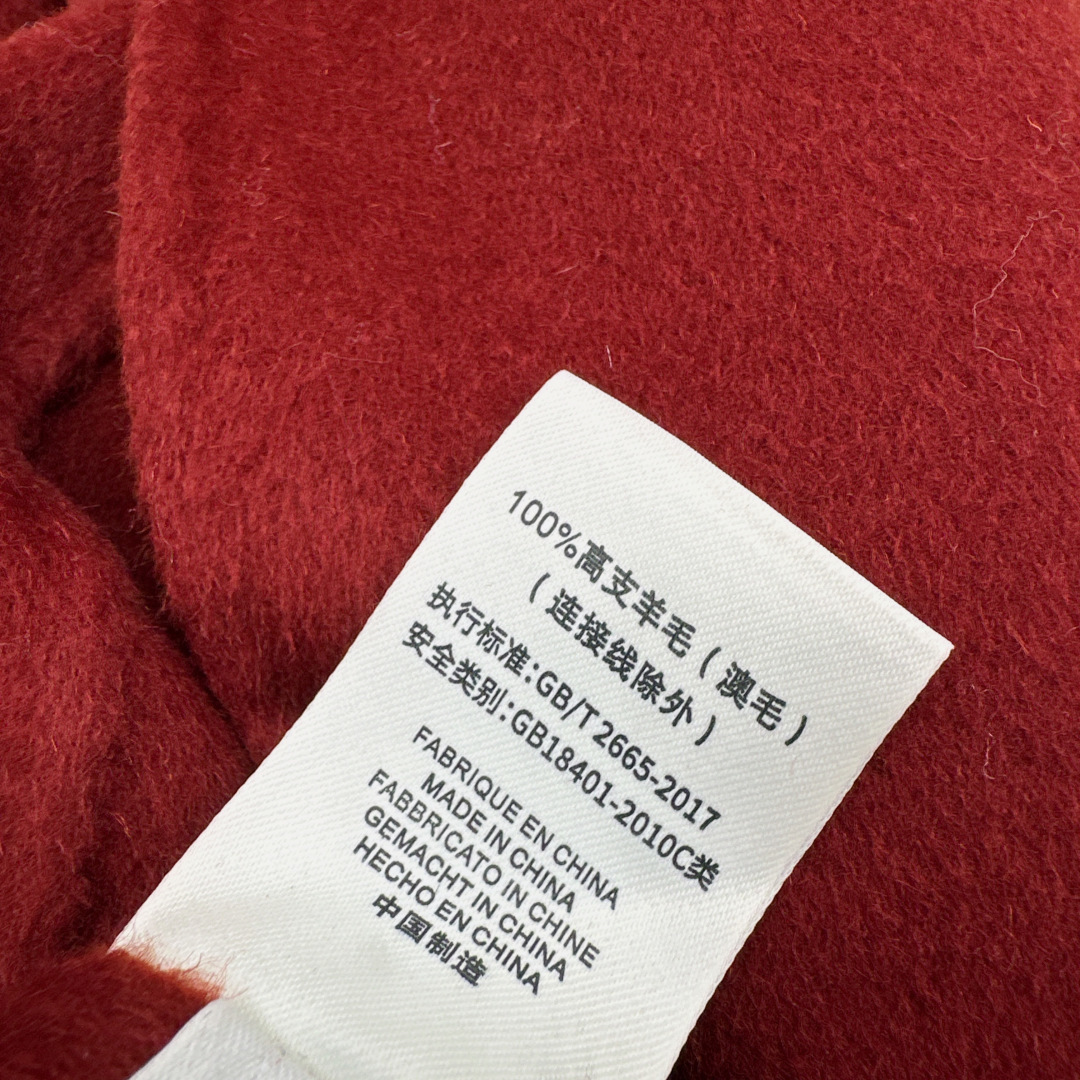 100%高支羊毛(澳毛)
(连接线除外)
执行标准:GB/T2665-2017
安全类别:GB18401-2010C类
FABRIQUE EN CHINA
MADE IN CHINA
FABBRICATO IN CHINE
GEMACHT IN CHINA
HECHO EN CHINA
中国制造